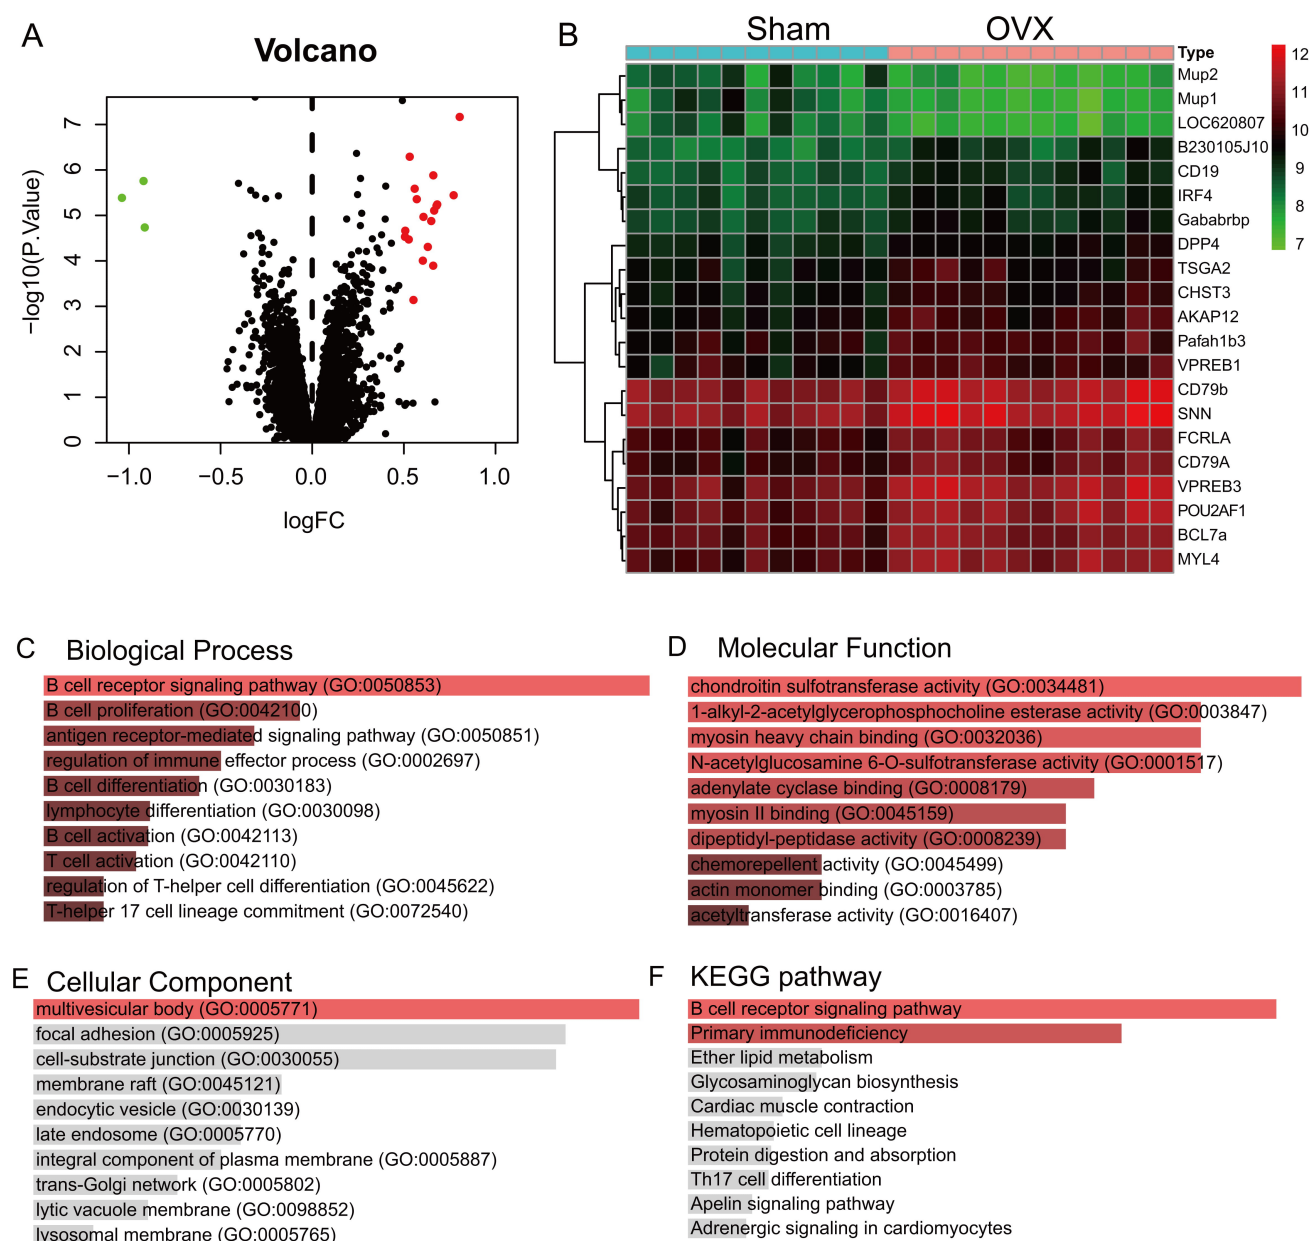 A
Volcano
−log10(P.Value)
7
6
5
4
3
2
1
0
−1.0
−0.5
0.0
0.5
1.0
logFC
B
Sham
OVX
Type
Mup2
Mup1
LOC620807
B230105J10
CD19
IRF4
Gababrbp
DPP4
TSGA2
CHST3
AKAP12
Pafah1b3
VPREB1
CD79b
SNN
FCRLA
CD79A
VPREB3
POU2AF1
BCL7a
MYL4
12
11
10
9
8
7
C
Biological Process
B cell receptor signaling pathway (GO:0050853)
B cell proliferation (GO:0042100)
antigen receptor-mediated signaling pathway (GO:0050851)
regulation of immune effector process (GO:0002697)
B cell differentiation (GO:0030183)
lymphocyte differentiation (GO:0030098)
B cell activation (GO:0042113)
T cell activation (GO:0042110)
regulation of T-helper cell differentiation (GO:0045622)
T-helper 17 cell lineage commitment (GO:0072540)
D
Molecular Function
chondroitin sulfotransferase activity (GO:0034481)
1-alkyl-2-acetylglycerophosphocholine esterase activity (GO:0003847)
myosin heavy chain binding (GO:0032036)
N-acetylglucosamine 6-O-sulfotransferase activity (GO:0001517)
adenylate cyclase binding (GO:0008179)
myosin II binding (GO:0045159)
dipeptidyl-peptidase activity (GO:0008239)
chemorepellent activity (GO:0045499)
actin monomer binding (GO:0003785)
acetyltransferase activity (GO:0016407)
E
Cellular Component
multivesicular body (GO:0005771)
focal adhesion (GO:0005925)
cell-substrate junction (GO:0030055)
membrane raft (GO:0045121)
endocytic vesicle (GO:0030139)
late endosome (GO:0005770)
integral component of plasma membrane (GO:0005887)
trans-Golgi network (GO:0005802)
lytic vacuole membrane (GO:0098852)
lysosomal membrane (GO:0005765)
F
KEGG pathway
B cell receptor signaling pathway
Primary immunodeficiency
Ether lipid metabolism
Glycosaminoglycan biosynthesis
Cardiac muscle contraction
Hematopoietic cell lineage
Protein digestion and absorption
Th17 cell differentiation
Apelin signaling pathway
Adrenergic signaling in cardiomyocytes